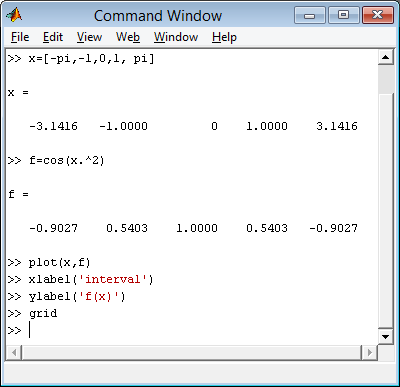 Command Window
File Edit View Web Window Help
>> x=[-pi,-1,0,1, pi]
x =
-3.1416 -1.0000 0 1.0000 3.1416
>> f=cos(x.^2)
f =
-0.9027 0.5403 1.0000 0.5403 -0.9027
>> plot(x,f)
>> xlabel('interval')
>> ylabel('f(x)')
>> grid
>>